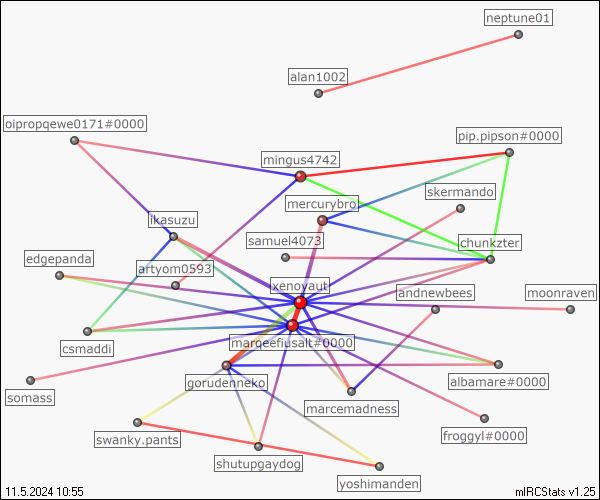 neptune01
alan1002
oipropqewe0171#0000
pip.pipson#0000
mingus4742
skermando
mercurybro
ikasuzu
samuel4073
chunkzter
edgepanda
artyom0593
xenoyaut
andnewbees
moonraven
marqeefiusalt#0000
csmaddi
gorudenneko
albamare#0000
somass
marcemadness
swanky.pants
froggyl#0000
shutupgaydog
yoshimanden
11.5.2024 10:55
mIRCStats v1.25